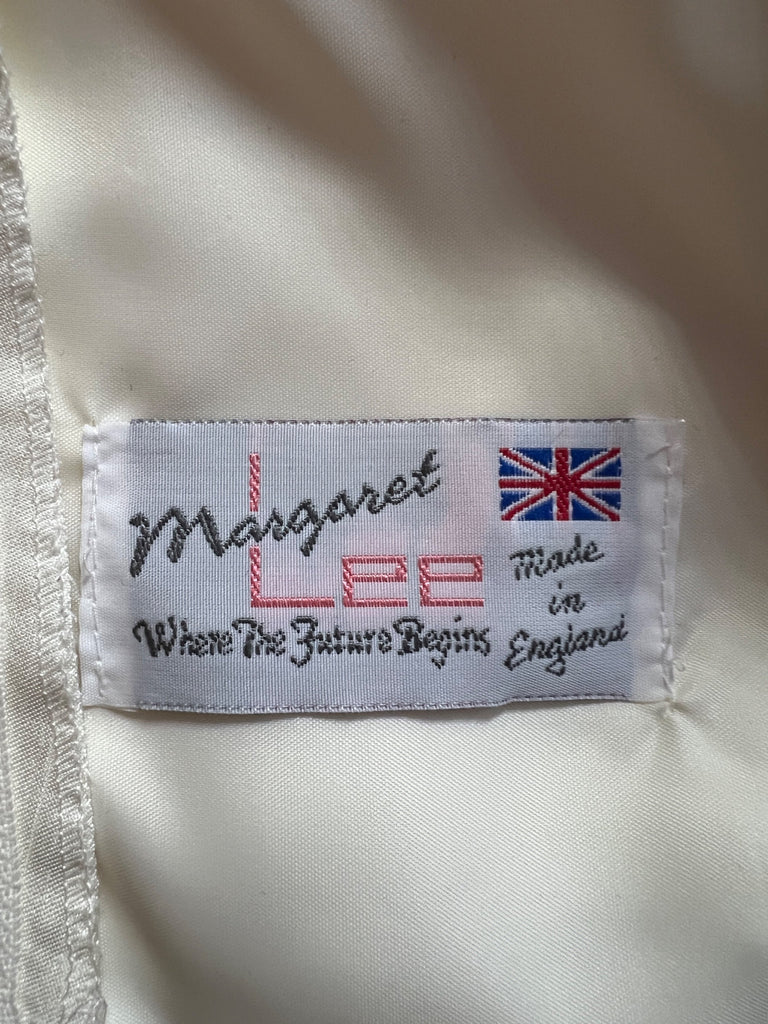 Margaret
Lee
Where The Future Begins
Made
in
England